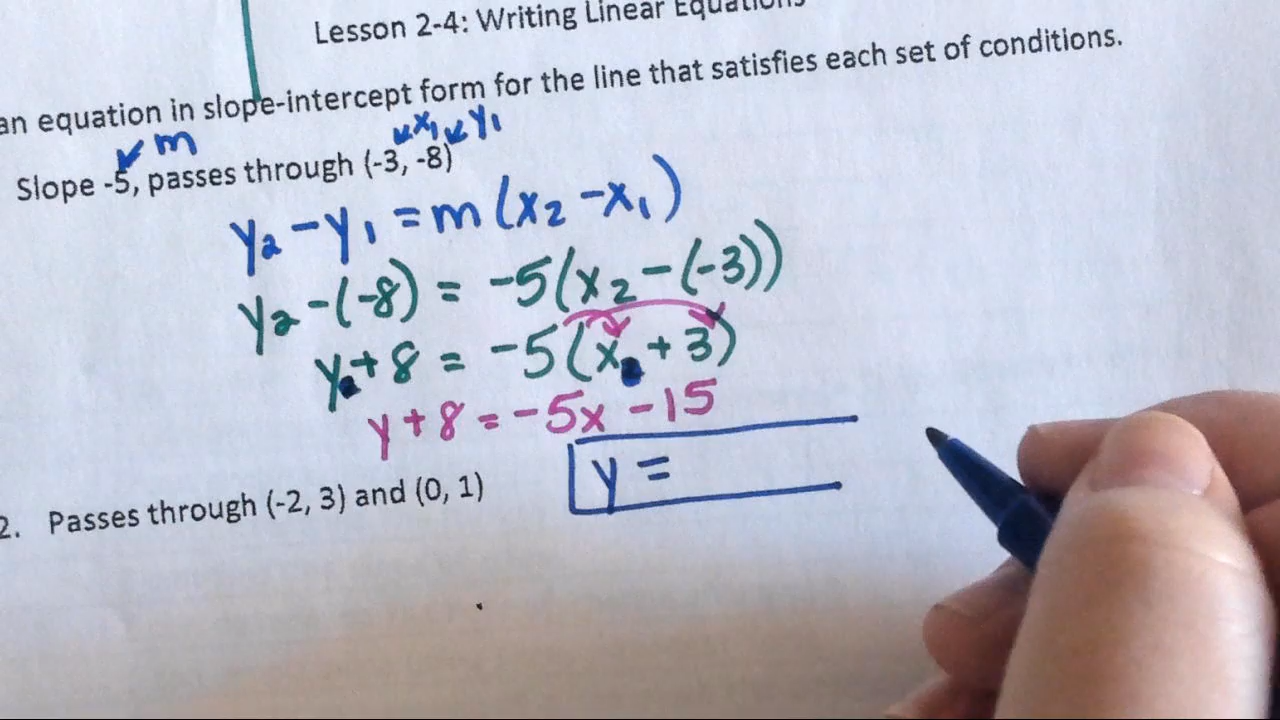 Lesson 2-4: Writing Linear Equations
an equation in slope-intercept form for the line that satisfies each set of conditions.
m x₁ y₁
Slope -5, passes through (-3, -8)
y₂ - y₁ = m(x₂ - x₁)
y₂ - (-8) = -5(x₂ - (-3))
y + 8 = -5(x + 3)
y + 8 = -5x - 15
y =
2. Passes through (-2, 3) and (0, 1)